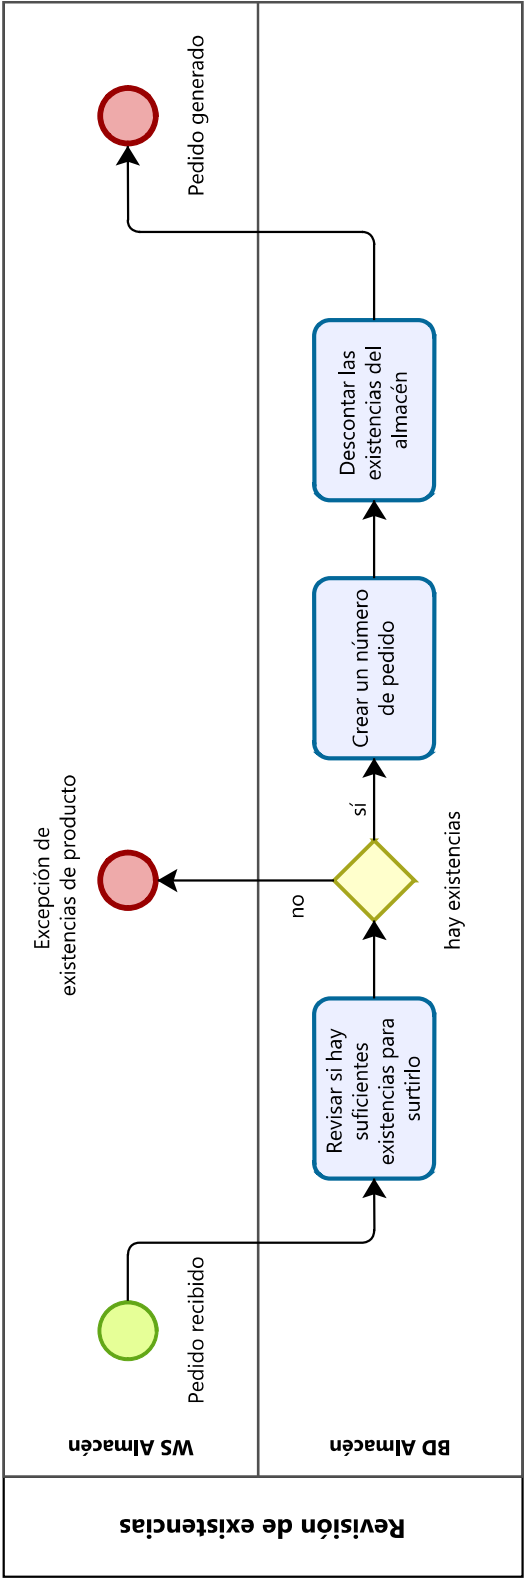 Revisión de existencias
WS Almacén
BD Almacén
Pedido recibido
Revisar si hay
suficientes
existencias para
surtirlo
hay existencias
no
sí
Excepción de
existencias de producto
Crear un número
de pedido
Descontar las
existencias del
almacén
Pedido generado